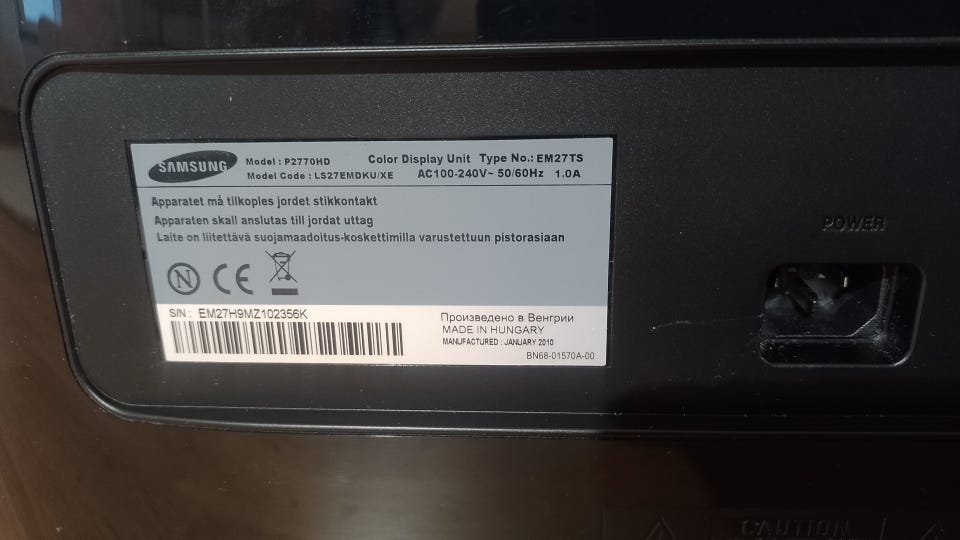 SAMSUNG
Model : P2770HD Color Display Unit Type No.: EM27TS
Model Code : LS27EMDKU/XE AC100-240V~ 50/60Hz 1.0A
Apparatet må tilkoples jordet stikkontakt
Apparaten skall anslutas till jordat uttag
Laite on liitettävä suojamaadoitus-koskettimilla varustettuun pistorasiaan
N CE
S/N : EM27H9MZ102356K
Произведено в Венгрии
MADE IN HUNGARY
MANUFACTURED : JANUARY 2010
BN68-01570A-00
POWER
CAUTION